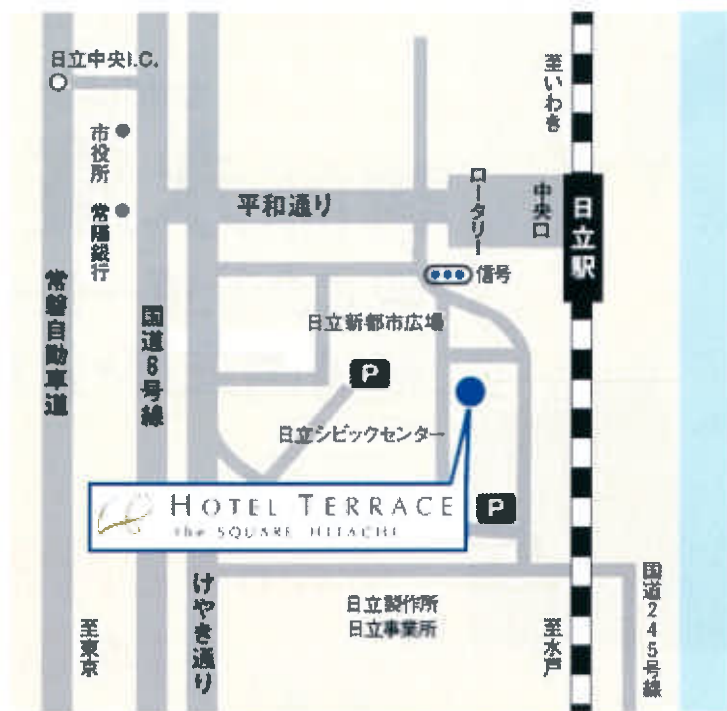 日立中央I.C.
至いわき
市役所
常陽銀行
平和通り
ロータリー
中央口
日立駅
信号
常磐自動車道
国道6号線
日立新都市広場
P
日立シビックセンター
HOTEL TERRACE
the SQUARE HITACHI
P
けやき通り
日立製作所
日立事業所
国道245号線
至東京
至水戸